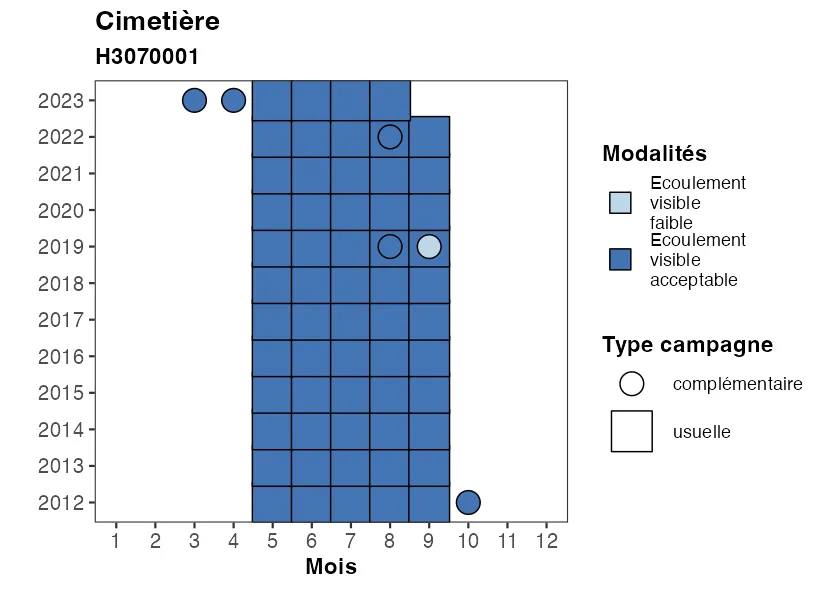 Cimetière
H3070001
2023
2022
2021
2020
2019
2018
2017
2016
2015
2014
2013
2012
1 2 3 4 5 6 7 8 9 10 11 12
Mois
Modalités
Ecoulement
visible
faible
Ecoulement
visible
acceptable
Type campagne
complémentaire
usuelle